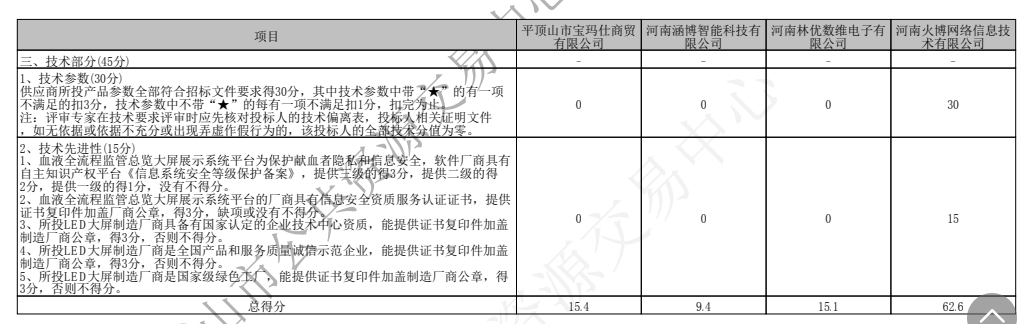 项目
平顶山市宝玛仕商贸有限公司
河南涵博智能科技有限公司
河南林优数维电子有限公司
河南火博网络信息技术有限公司
三、技术部分(45分)
-
-
-
-
1、技术参数(30分)
供应商所投产品参数全部符合招标文件要求得30分，其中技术参数中带“★”的有一项
不满足的扣3分，技术参数中不带“★”的每有一项不满足扣1分，扣完为止。
注：评审专家在技术要求评审时应先核对投标人的技术偏离表，投标人相关证明文件
，如无依据或依据不充分或出现弄虚作假行为的，该投标人的全部技术分值为零。
0
0
0
30
2、技术先进性(15分)
1、血液全流程监管总览大屏展示系统平台为保护献血者隐私和信息安全，软件厂商具有
自主知识产权平台《信息系统安全等级保护备案》，提供三级的得3分，提供二级的得
2分，提供一级的得1分，没有不得分。
2、血液全流程监管总览大屏展示系统平台的厂商具有信息安全资质服务认证证书，提供
证书复印件加盖厂商公章，得3分，缺项或没有不得分。
3、所投LED大屏制造厂商具备有国家认定的企业技术中心资质，能提供证书复印件加盖
制造厂商公章，得3分，否则不得分。
4、所投LED大屏制造厂商是全国产品和服务质量诚信示范企业，能提供证书复印件加盖
制造厂商公章，得3分，否则不得分。
5、所投LED大屏制造厂商是国家级绿色工厂，能提供证书复印件加盖制造厂商公章，得
3分，否则不得分。
0
0
0
15
总得分
15.4
9.4
15.1
62.6
山市公共资源交易中心
资源交易中心